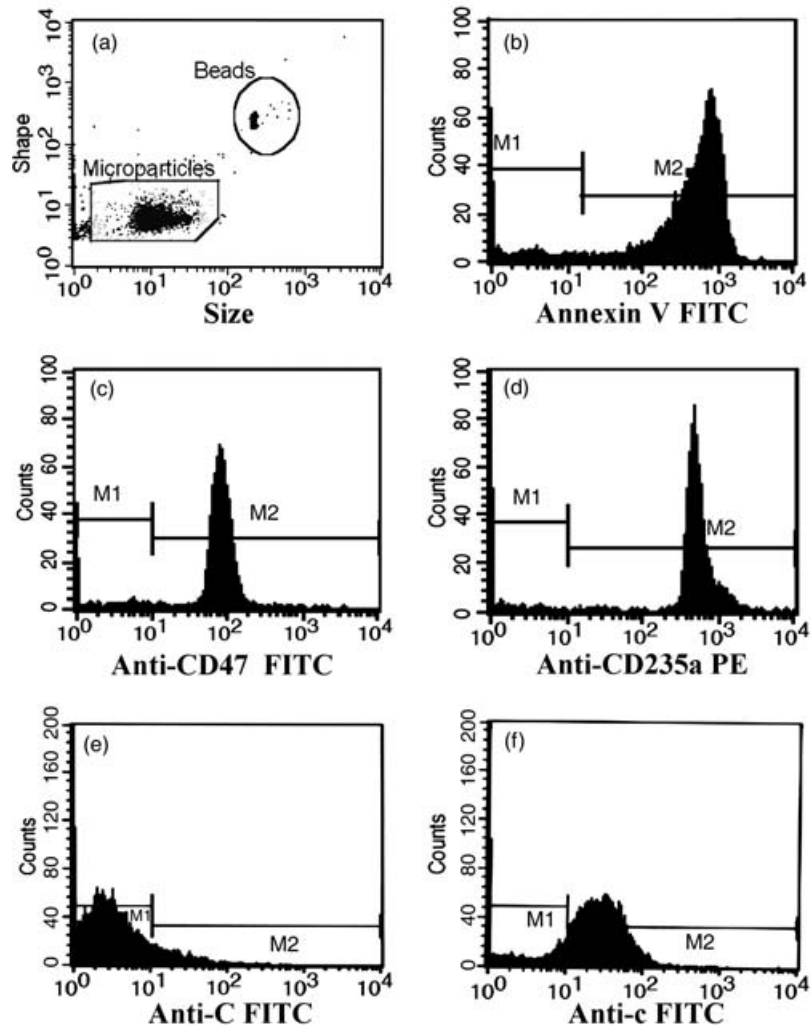 (a)
Beads
Microparticles
Shape
10^0 10^1 10^2 10^3 10^4
10^0 10^1 10^2 10^3 10^4
Size
(b)
M1
M2
Counts
0 20 40 60 80 100
10^0 10^1 10^2 10^3 10^4
Annexin V FITC
(c)
M1
M2
Counts
0 20 40 60 80 100
10^0 10^1 10^2 10^3 10^4
Anti-CD47 FITC
(d)
M1
M2
Counts
0 20 40 60 80 100
10^0 10^1 10^2 10^3 10^4
Anti-CD235a PE
(e)
M1
M2
Counts
0 40 80 120 160 200
10^0 10^1 10^2 10^3 10^4
Anti-C FITC
(f)
M1
M2
Counts
0 40 80 120 160 200
10^0 10^1 10^2 10^3 10^4
Anti-c FITC